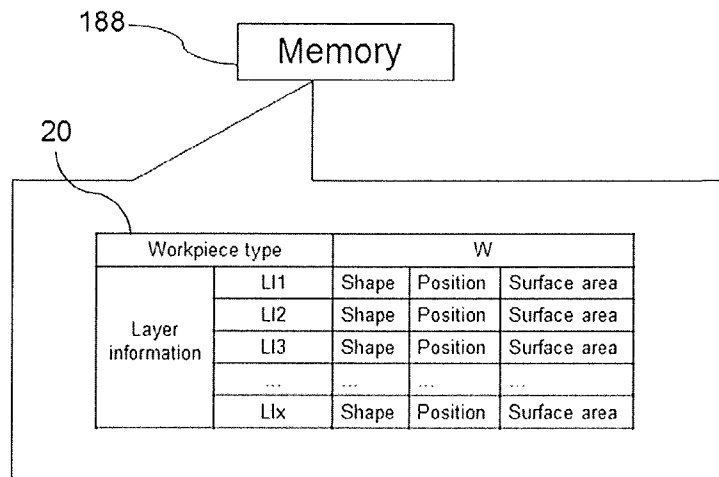 188
Memory
20
Workpiece type W
LI1 Shape Position Surface area
LI2 Shape Position Surface area
Layer information
LI3 Shape Position Surface area
... ... ... ...
LIx Shape Position Surface area